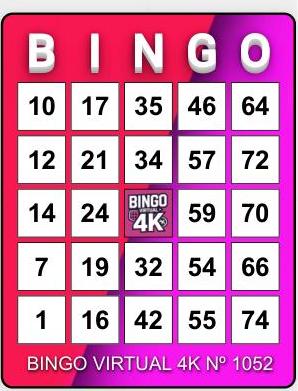 B I N G O
10 17 35 46 64
12 21 34 57 72
14 24 BINGO VIRTUAL 4K 59 70
7 19 32 54 66
1 16 42 55 74
BINGO VIRTUAL 4K Nº 1052